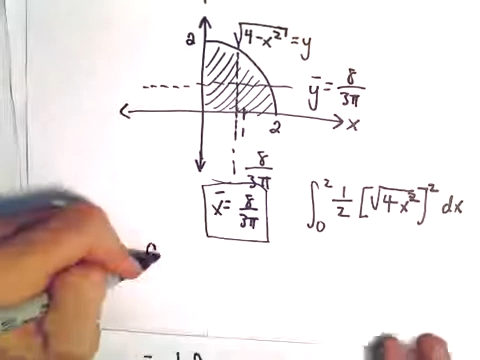 √4-x² = y
2
ȳ = 8/3π
1 2 x
8/3π
x̄ = 8/3π
∫₀² 1/2 [√4-x²]² dx